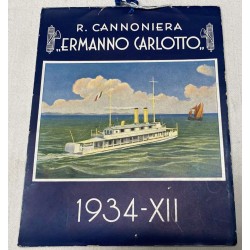 R. CANNONIERA
„ERMANNO CARLOTTO„
1934-XII